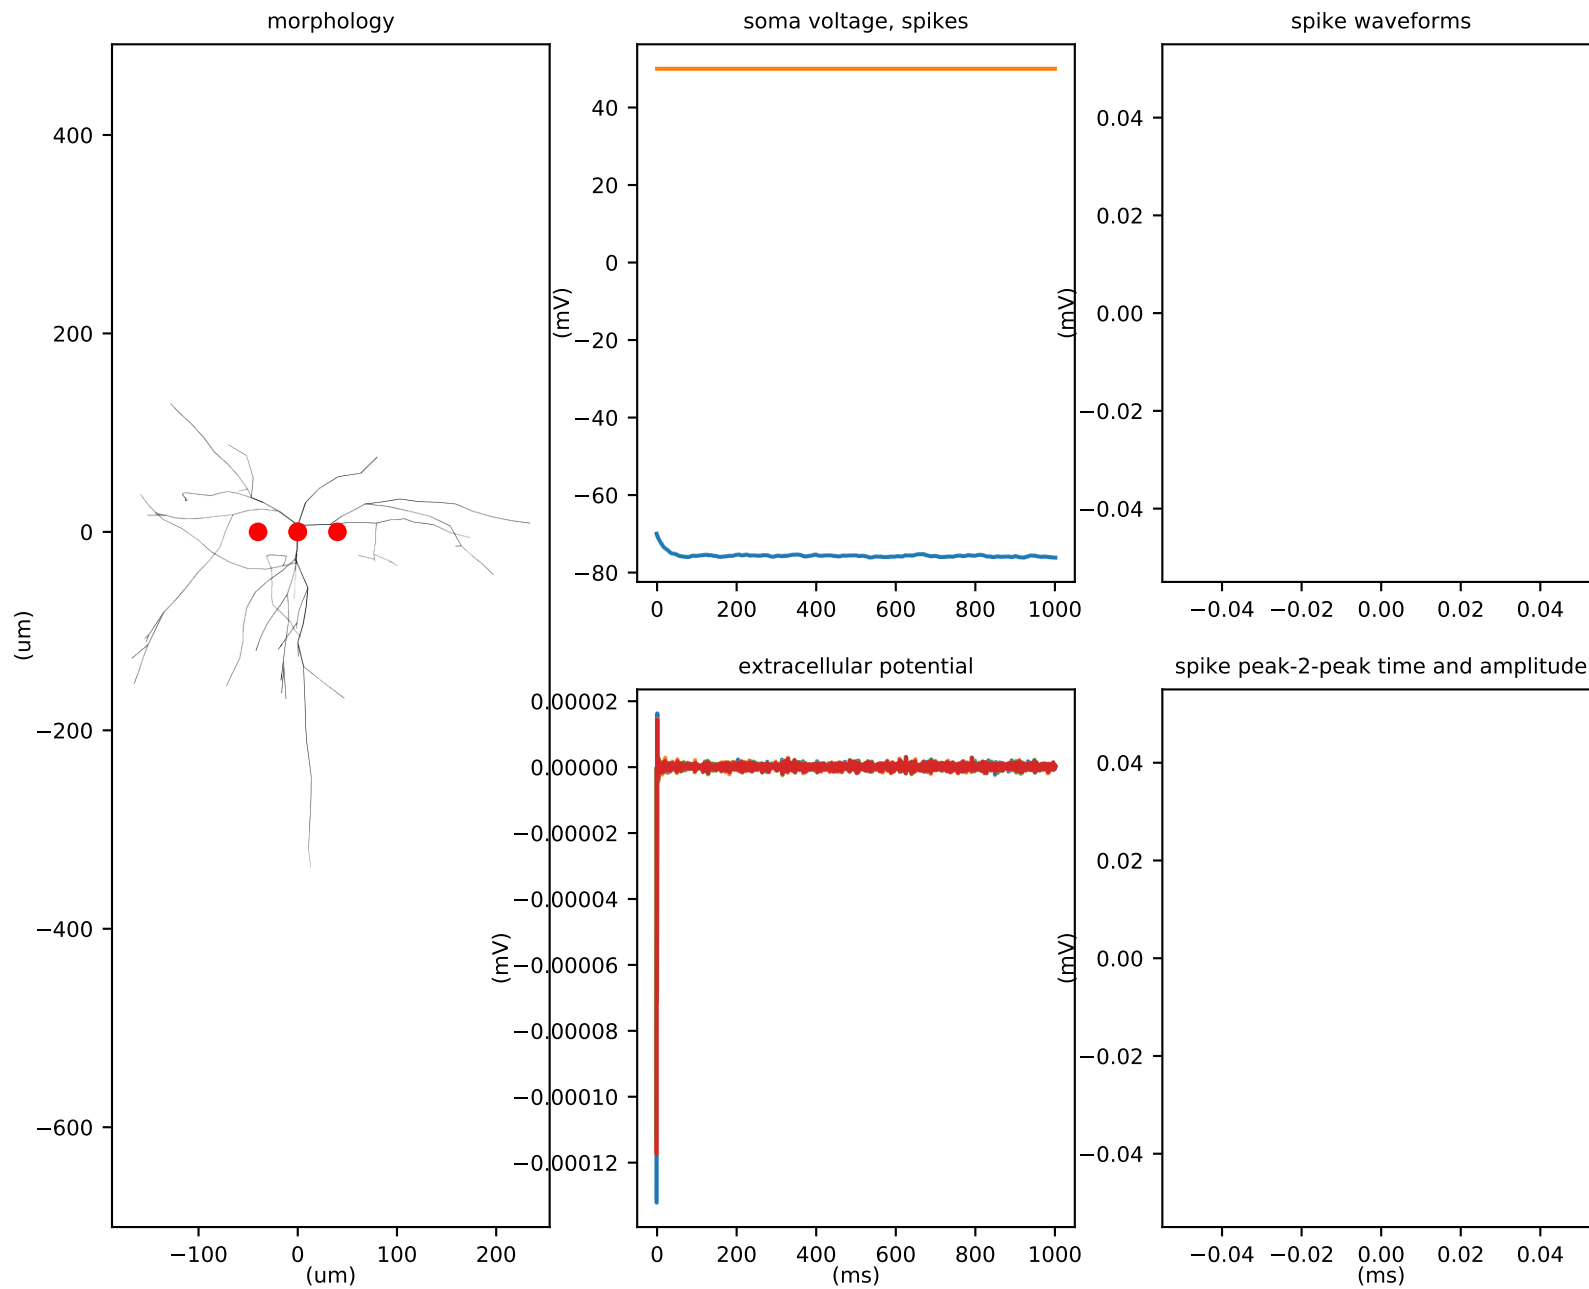 morphology
400
200
0
−200
−400
−600
(um)
−100 0 100 200
(um)
soma voltage, spikes
40
20
0
−20
−40
−60
−80
(mV)
0 200 400 600 800 1000
spike waveforms
0.04
0.02
0.00
−0.02
−0.04
(mV)
−0.04 −0.02 0.00 0.02 0.04
extracellular potential
0.00002
0.00000
−0.00002
−0.00004
−0.00006
−0.00008
−0.00010
−0.00012
(mV)
0 200 400 600 800 1000
(ms)
spike peak-2-peak time and amplitude
0.04
0.02
0.00
−0.02
−0.04
(mV)
−0.04 −0.02 0.00 0.02 0.04
(ms)